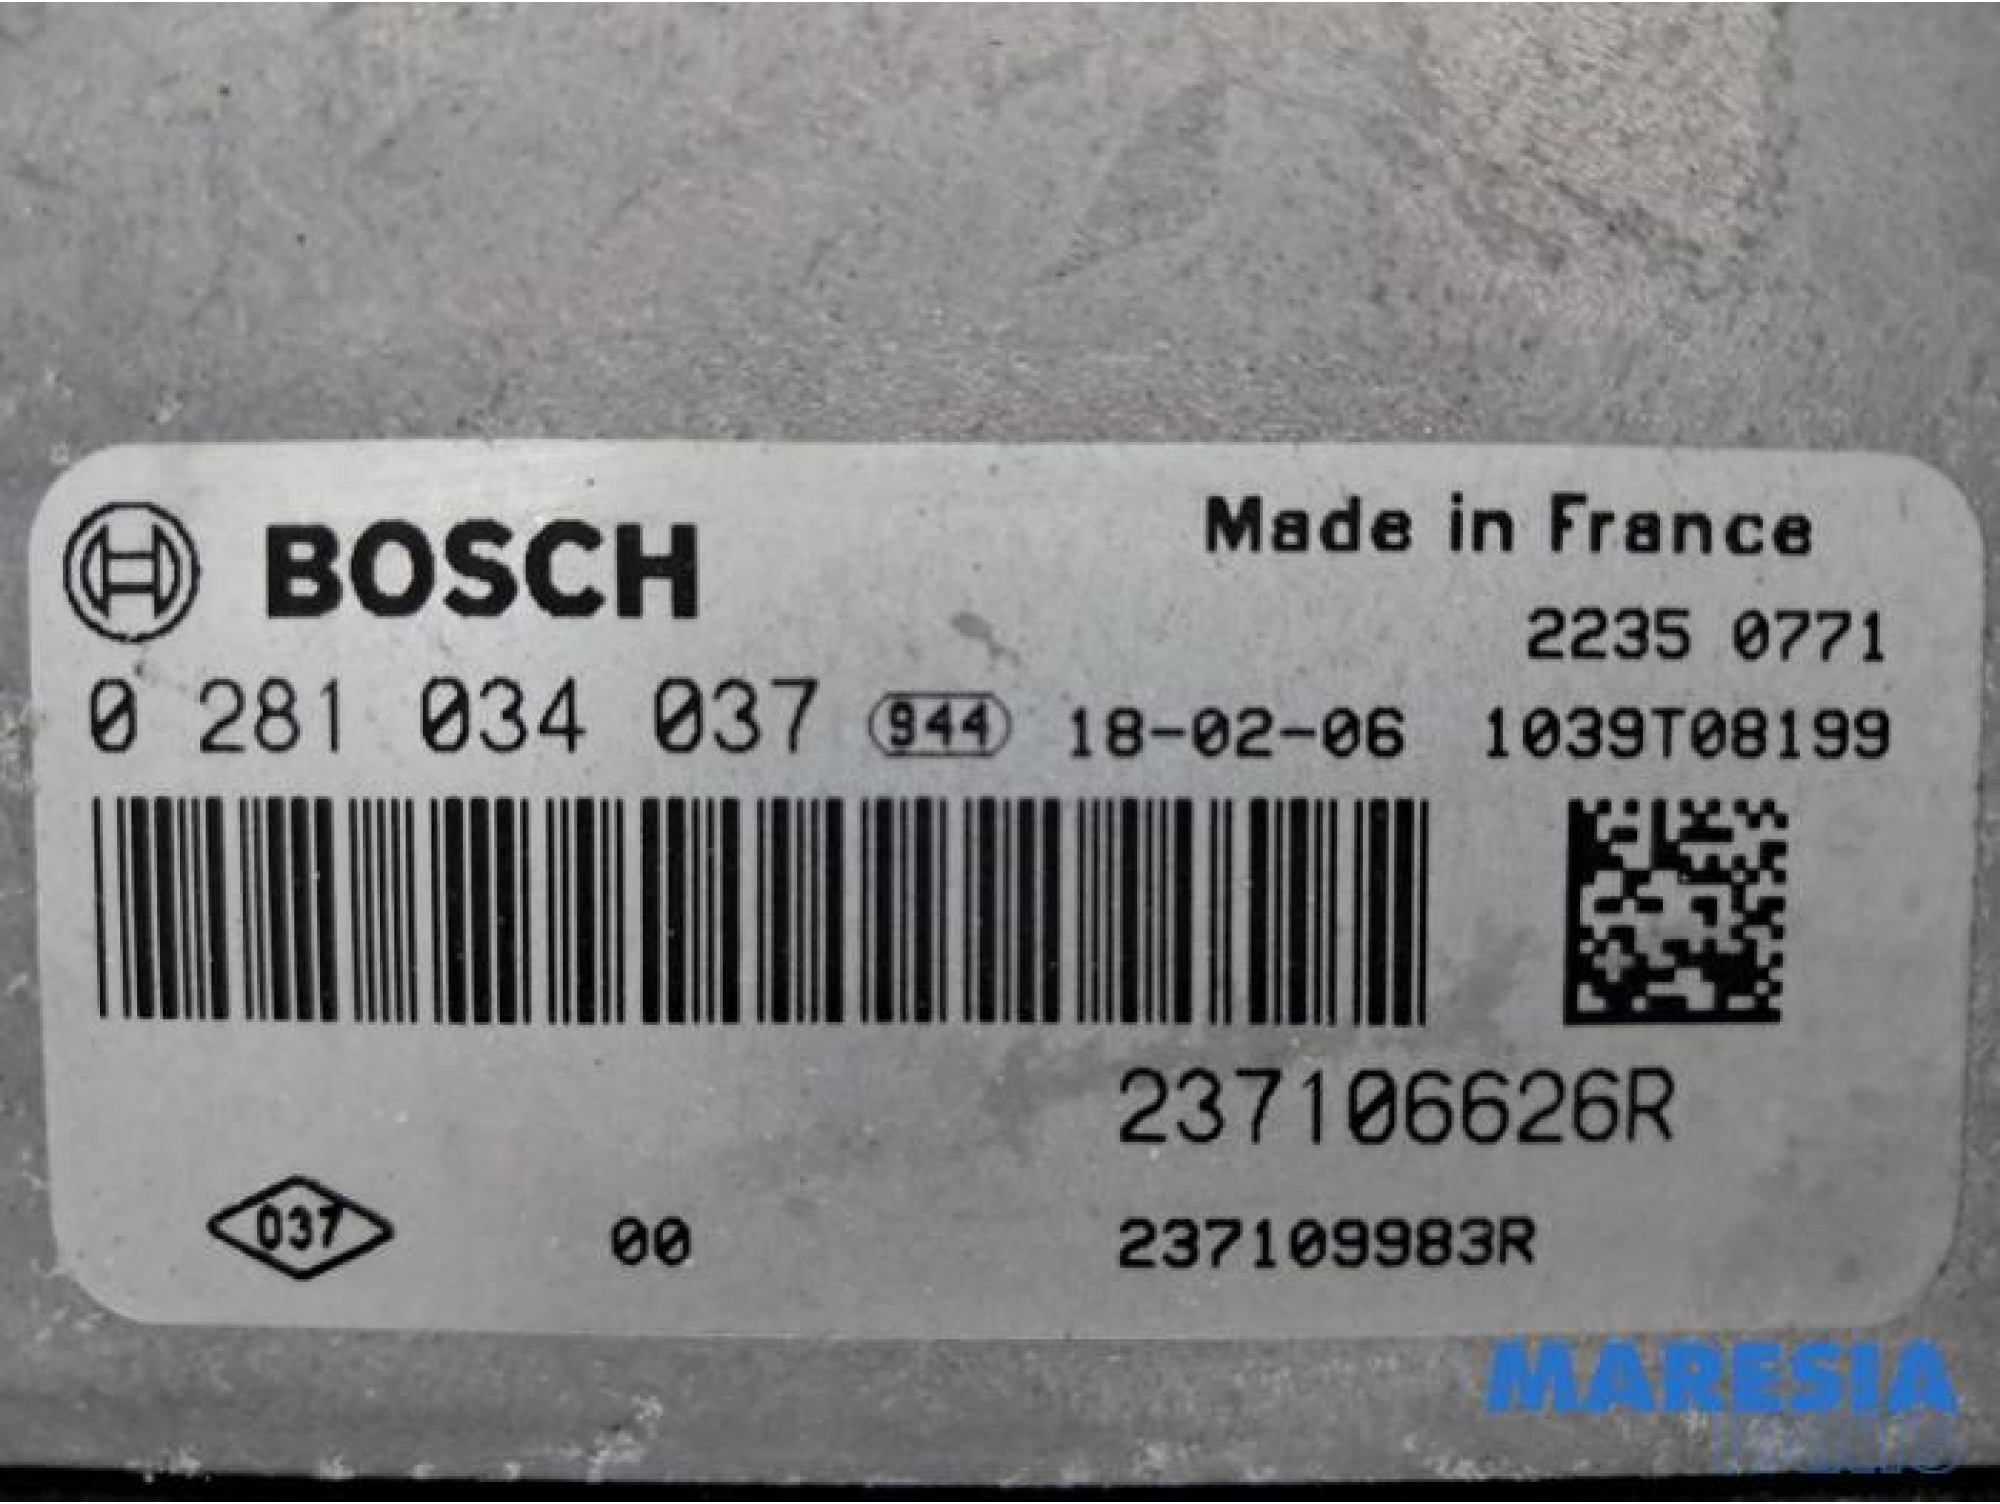 BOSCH
Made in France
2235 0771
0 281 034 037 944 18-02-06 1039T08199
237106626R
037 00 237109983R
MARESIA